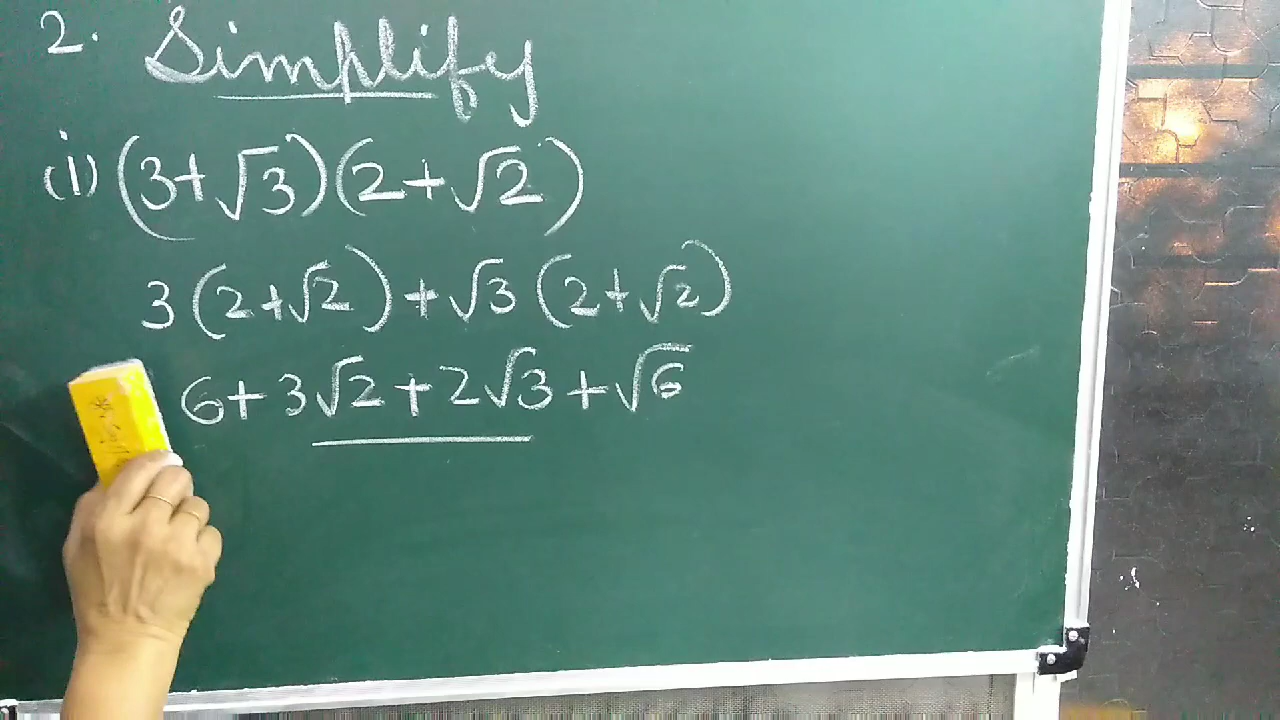 2. Simplify
(i) (3+√3)(2+√2)
3(2+√2)+√3(2+√2)
6+3√2+2√3+√6